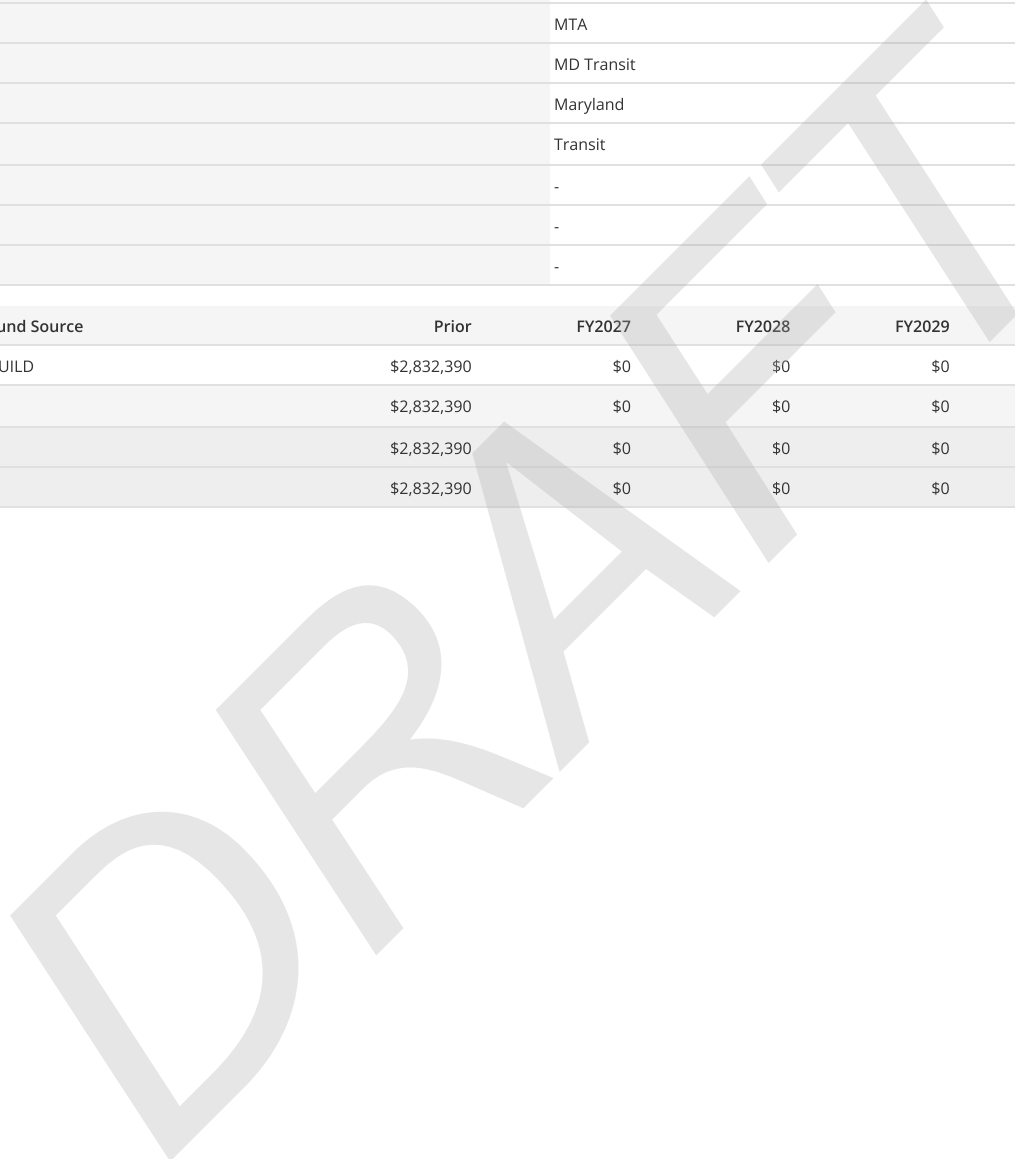 MTA
MD Transit
Maryland
Transit
-
-
-
und Source Prior FY2027 FY2028 FY2029
UILD $2,832,390 $0 $0 $0
$2,832,390 $0 $0 $0
$2,832,390 $0 $0 $0
$2,832,390 $0 $0 $0
DRAFT